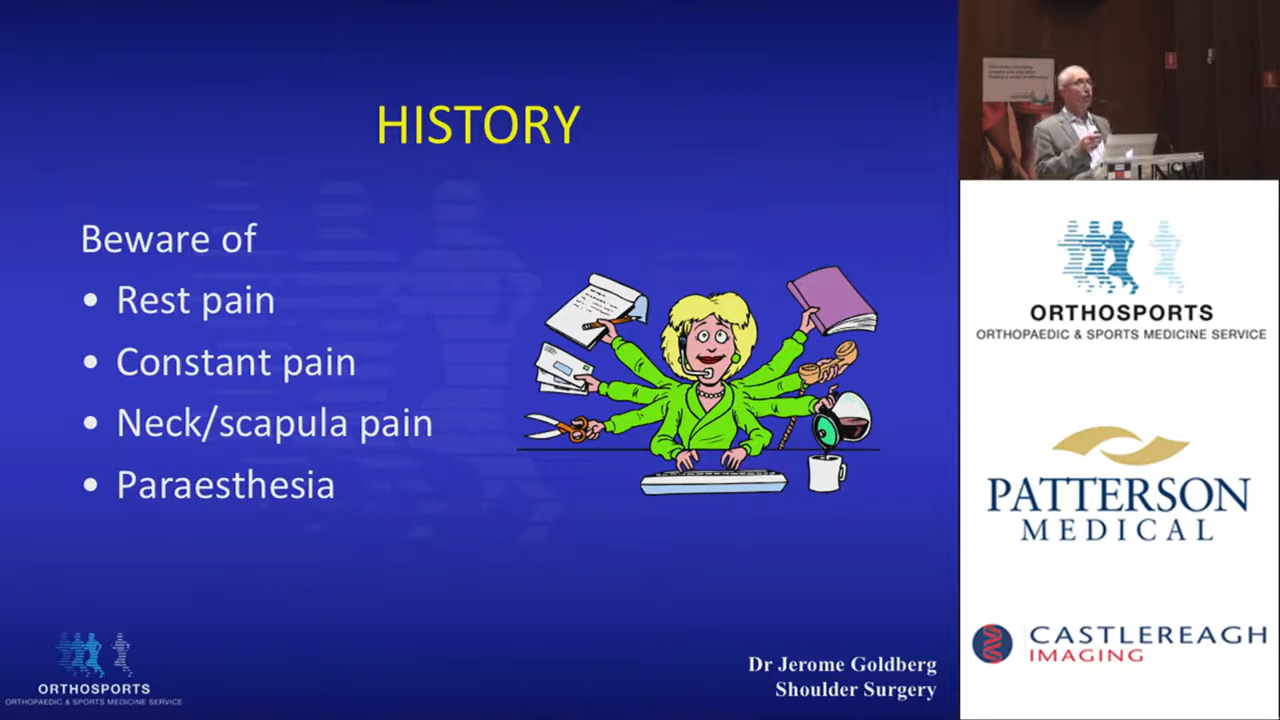 HISTORY
Beware of
• Rest pain
• Constant pain
• Neck/scapula pain
• Paraesthesia
ORTHOSPORTS
ORTHOPAEDIC & SPORTS MEDICINE SERVICE
Dr Jerome Goldberg
Shoulder Surgery
ORTHOSPORTS
ORTHOPAEDIC & SPORTS MEDICINE SERVICE
PATTERSON
MEDICAL
CASTLEREAGH
IMAGING